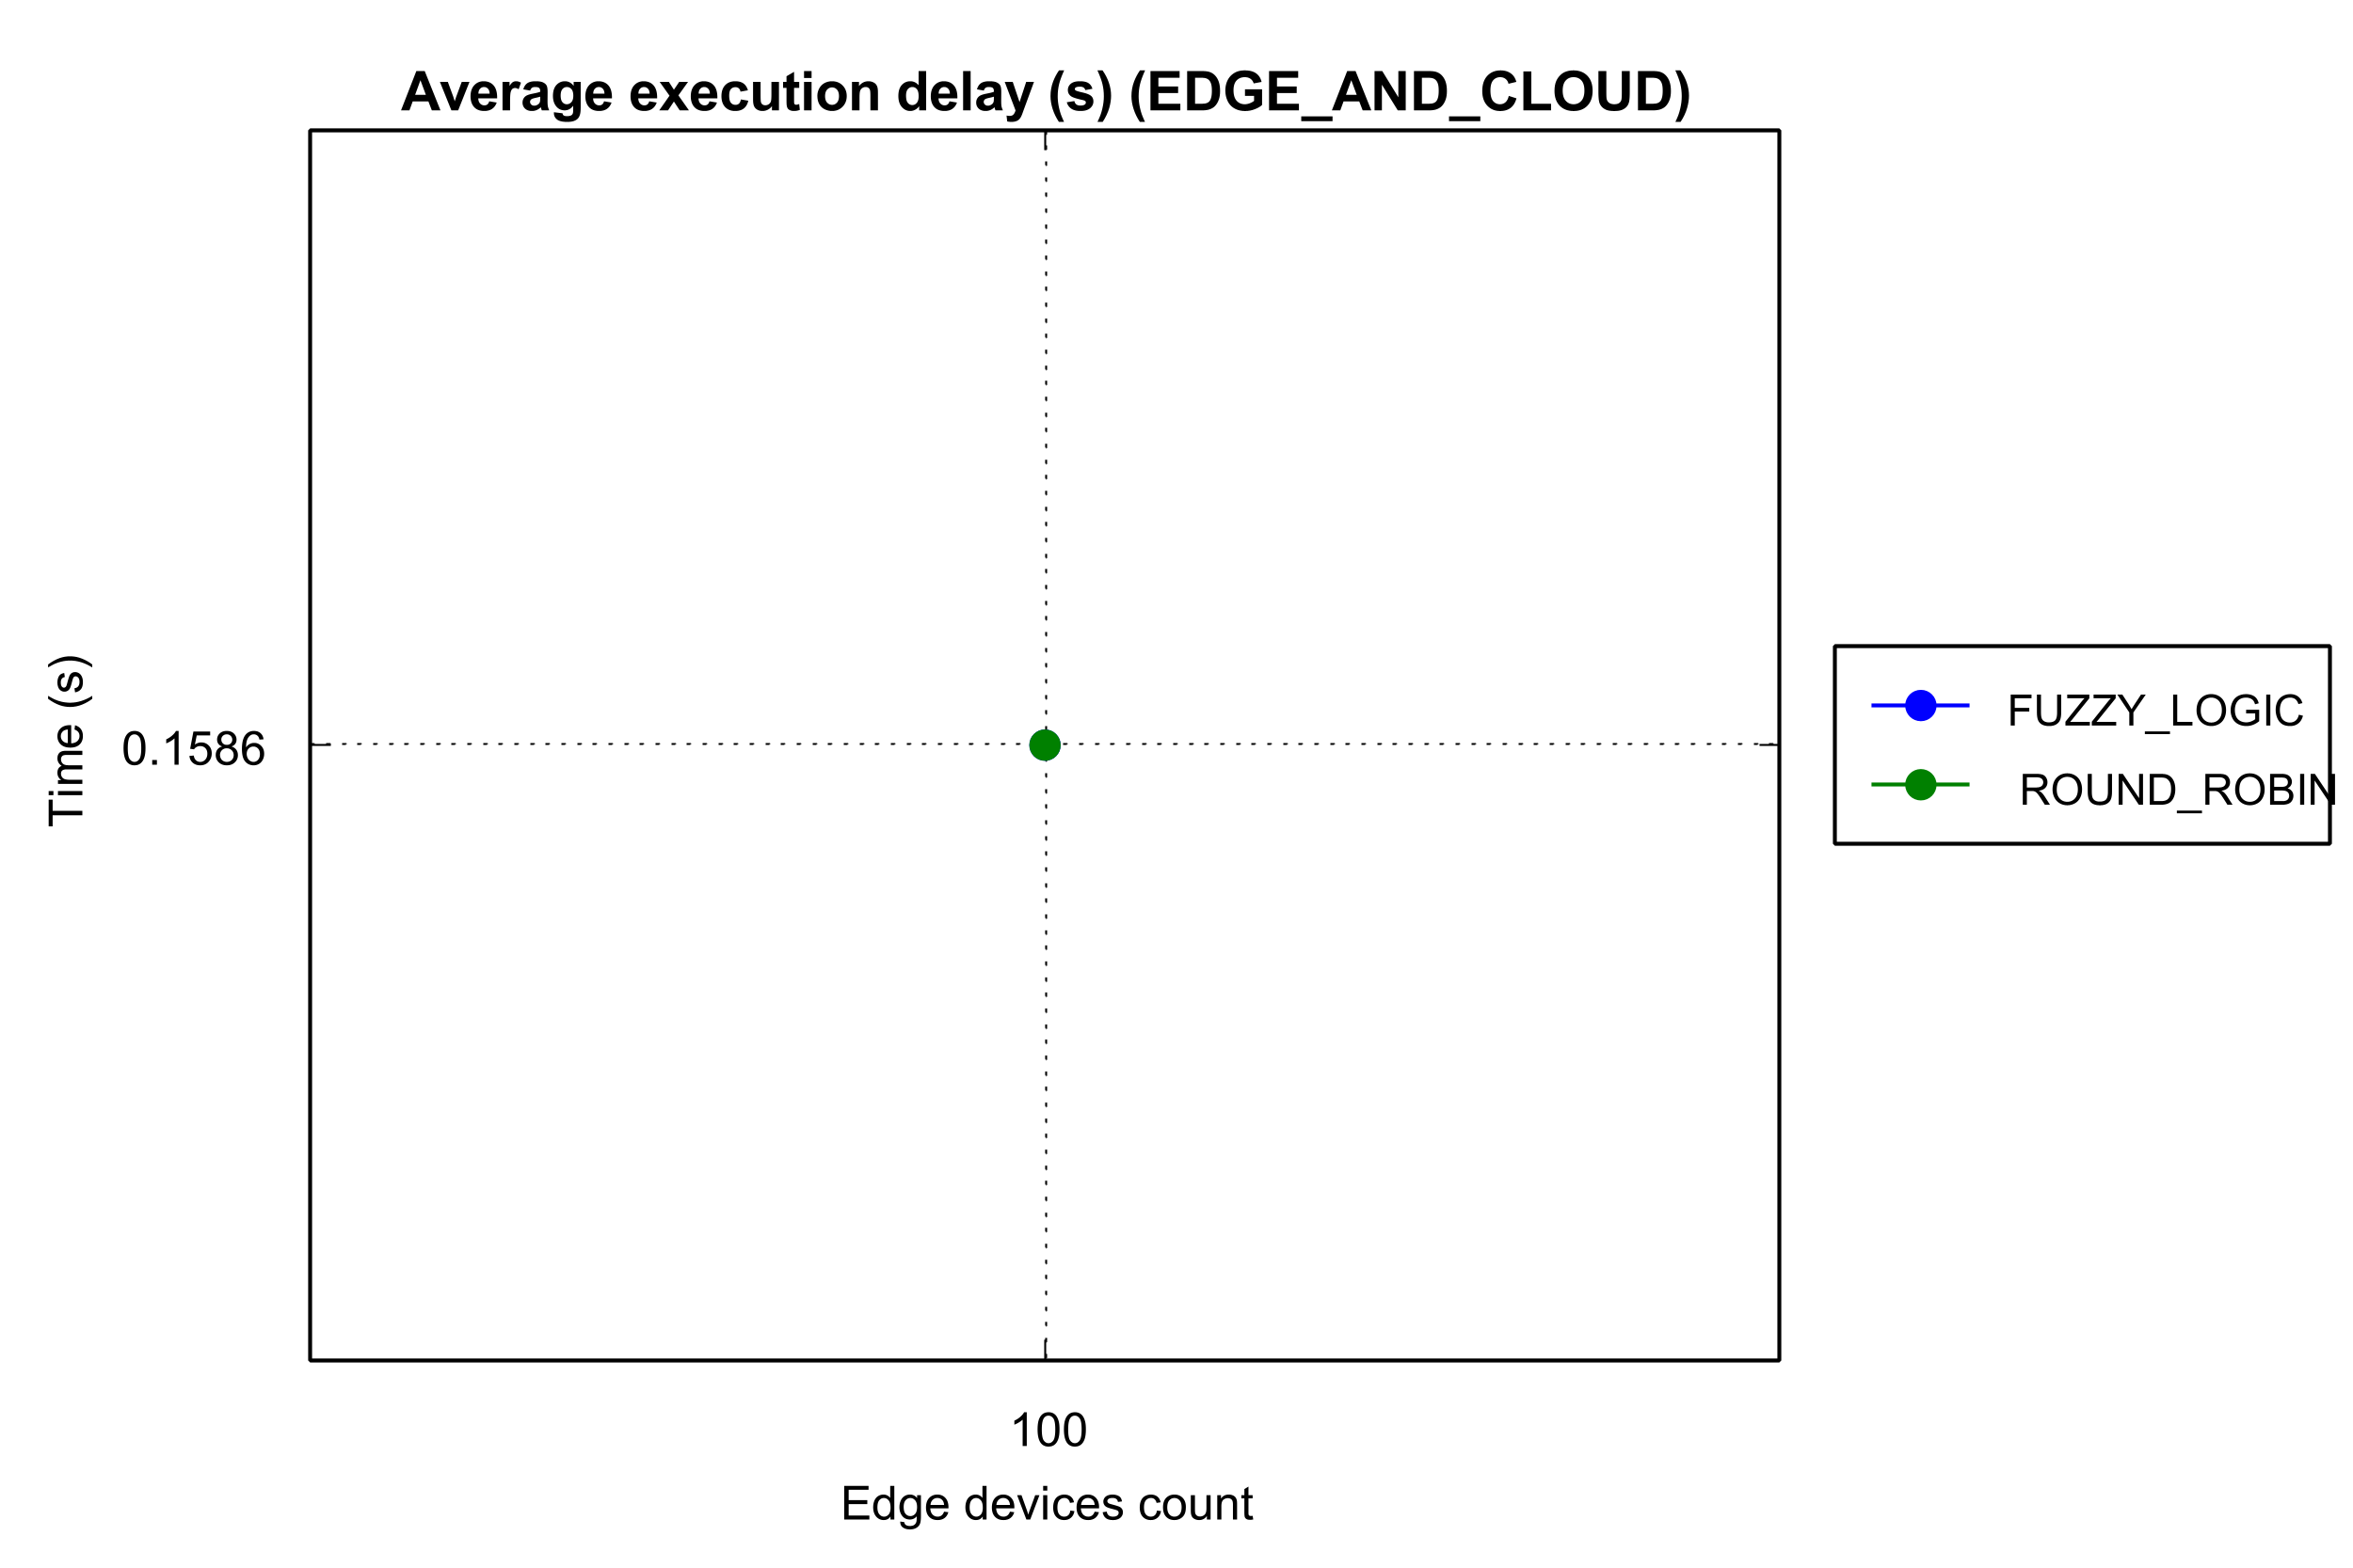 Average execution delay (s) (EDGE_AND_CLOUD)
Time (s)
0.1586
FUZZY_LOGIC
ROUND_ROBIN
100
Edge devices count